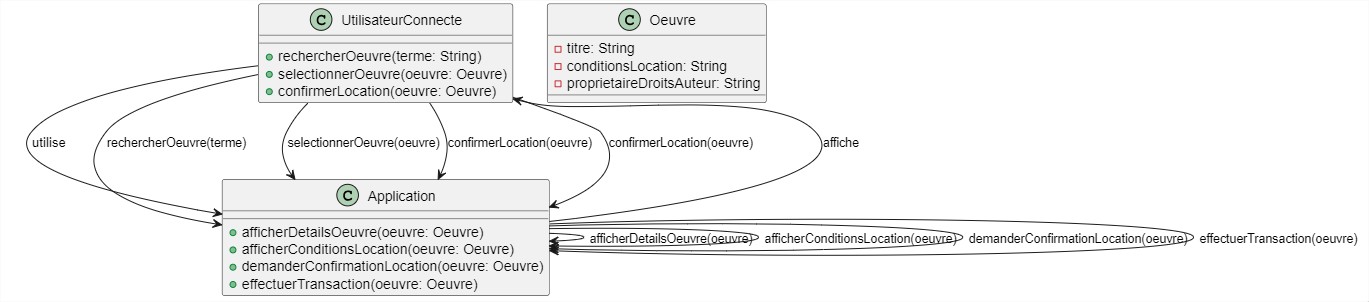 C UtilisateurConnecte
rechercherOeuvre(terme: String)
selectionnerOeuvre(oeuvre: Oeuvre)
confirmerLocation(oeuvre: Oeuvre)
C Oeuvre
titre: String
conditionsLocation: String
proprietaireDroitsAuteur: String
utilise
rechercherOeuvre(terme)
selectionnerOeuvre(oeuvre)
confirmerLocation(oeuvre)
confirmerLocation(oeuvre)
affiche
C Application
afficherDetailsOeuvre(oeuvre: Oeuvre)
afficherConditionsLocation(oeuvre: Oeuvre)
demanderConfirmationLocation(oeuvre: Oeuvre)
effectuerTransaction(oeuvre: Oeuvre)
afficherDetailsOeuvre(oeuvre)
afficherConditionsLocation(oeuvre)
demanderConfirmationLocation(oeuvre)
effectuerTransaction(oeuvre)